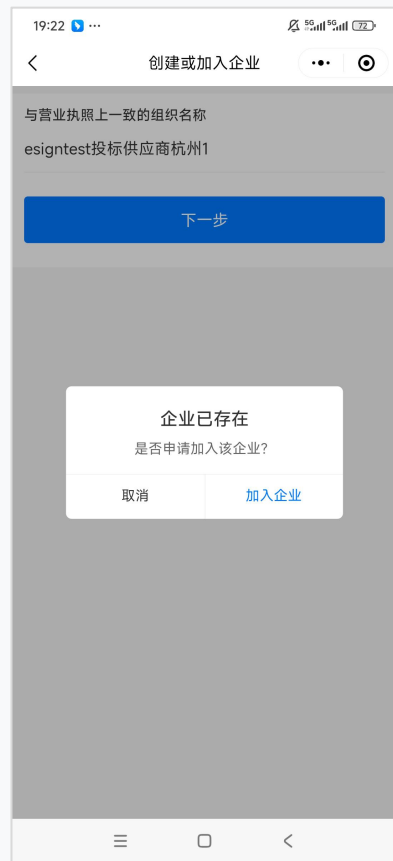 19:22 ···
5G 5G 72
创建或加入企业
与营业执照上一致的组织名称
esigntest投标供应商杭州1
下一步
企业已存在
是否申请加入该企业?
取消 加入企业